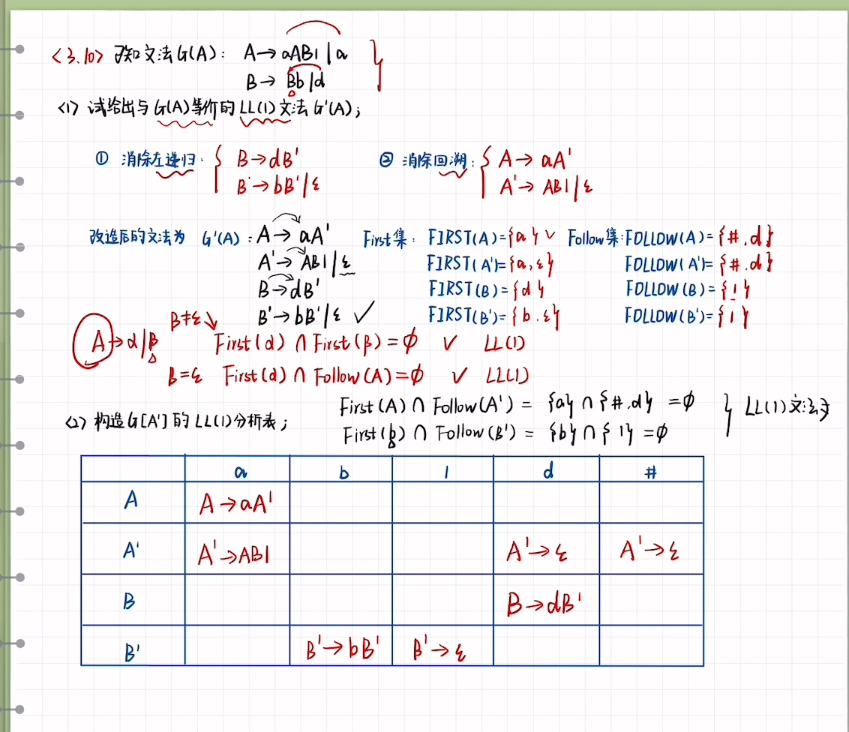 <3.10> 已知文法G(A): A→aABl|a
B→Bb|d
<1> 试给出与G(A)等价的LL(1)文法G'(A);
① 消除左递归: { B→dB' ② 消除回溯: { A→aA'
B'→bB'|ε A'→ABl|ε
改造后的文法为 G'(A): A→aA' First集: FIRST(A)={a} ✓ Follow集: FOLLOW(A)={#.d}
A'→ABl|ε FIRST(A')={a,ε} FOLLOW(A')={#.d}
B→dB' FIRST(B)={d} FOLLOW(B)={l}
B'→bB'|ε ✓ FIRST(B')={b.ε} FOLLOW(B')={l}
A→α|β β≠ε First(α)∩First(β)=ϕ ✓ LL(1)
β=ε First(α)∩Follow(A)=ϕ ✓ LL(1)
First(A)∩Follow(A')= {a}∩{#.d} =ϕ } LL(1)文法
<2> 构造G[A']的LL(1)分析表; First(b)∩Follow(B')= {b}∩{l}=ϕ
a b l d #
A A→aA'
A' A'→ABl A'→ε A'→ε
B B→dB'
B' B'→bB' B'→ε